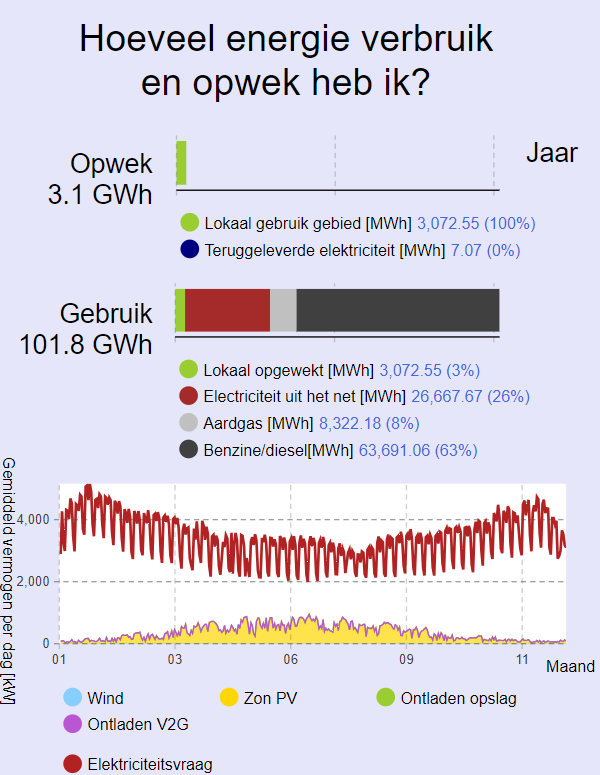 Hoeveel energie verbruik
en opwek heb ik?
Opwek
3.1 GWh
Jaar
Lokaal gebruik gebied [MWh] 3,072.55 (100%)
Teruggeleverde elektriciteit [MWh] 7.07 (0%)
Gebruik
101.8 GWh
Lokaal opgewekt [MWh] 3,072.55 (3%)
Electriciteit uit het net [MWh] 26,667.67 (26%)
Aardgas [MWh] 8,322.18 (8%)
Benzine/diesel[MWh] 63,691.06 (63%)
Gemiddeld vermogen per dag [kW]
4,000
2,000
0
01 03 06 09 11
Maand
Wind Zon PV Ontladen opslag
Ontladen V2G
Elektriciteitsvraag